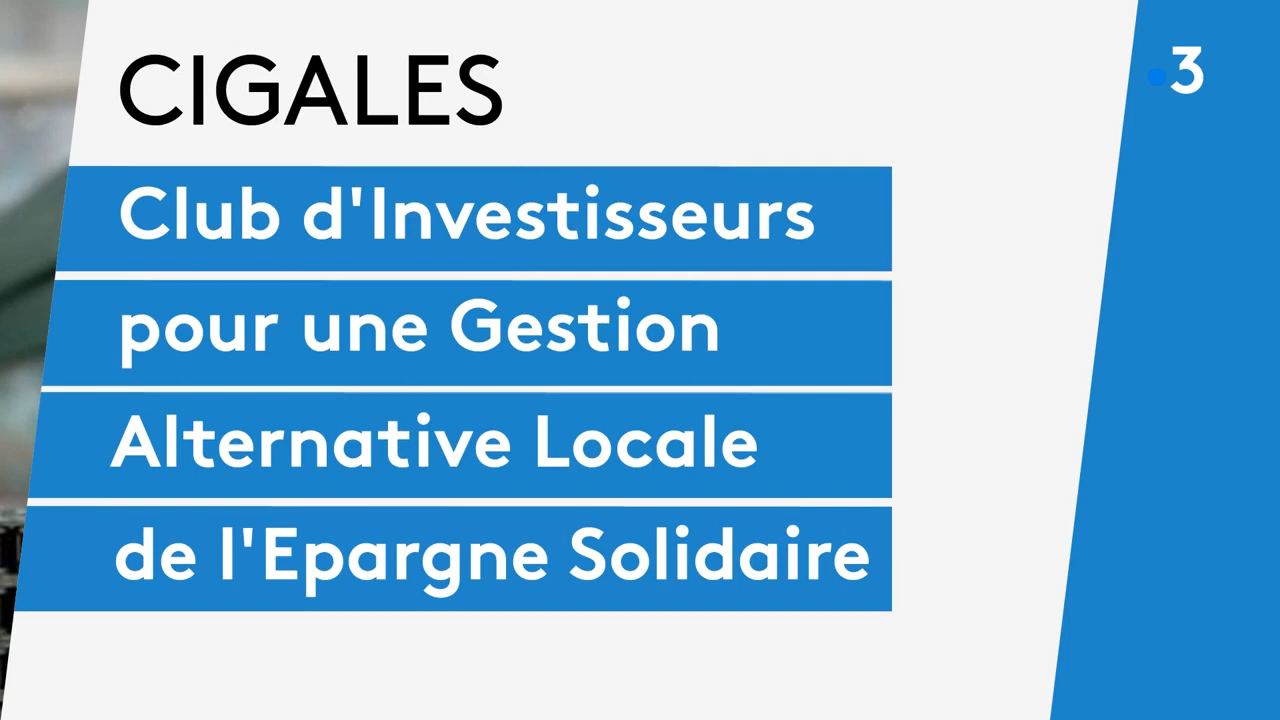 CIGALES
3
Club d'Investisseurs
pour une Gestion
Alternative Locale
de l'Epargne Solidaire